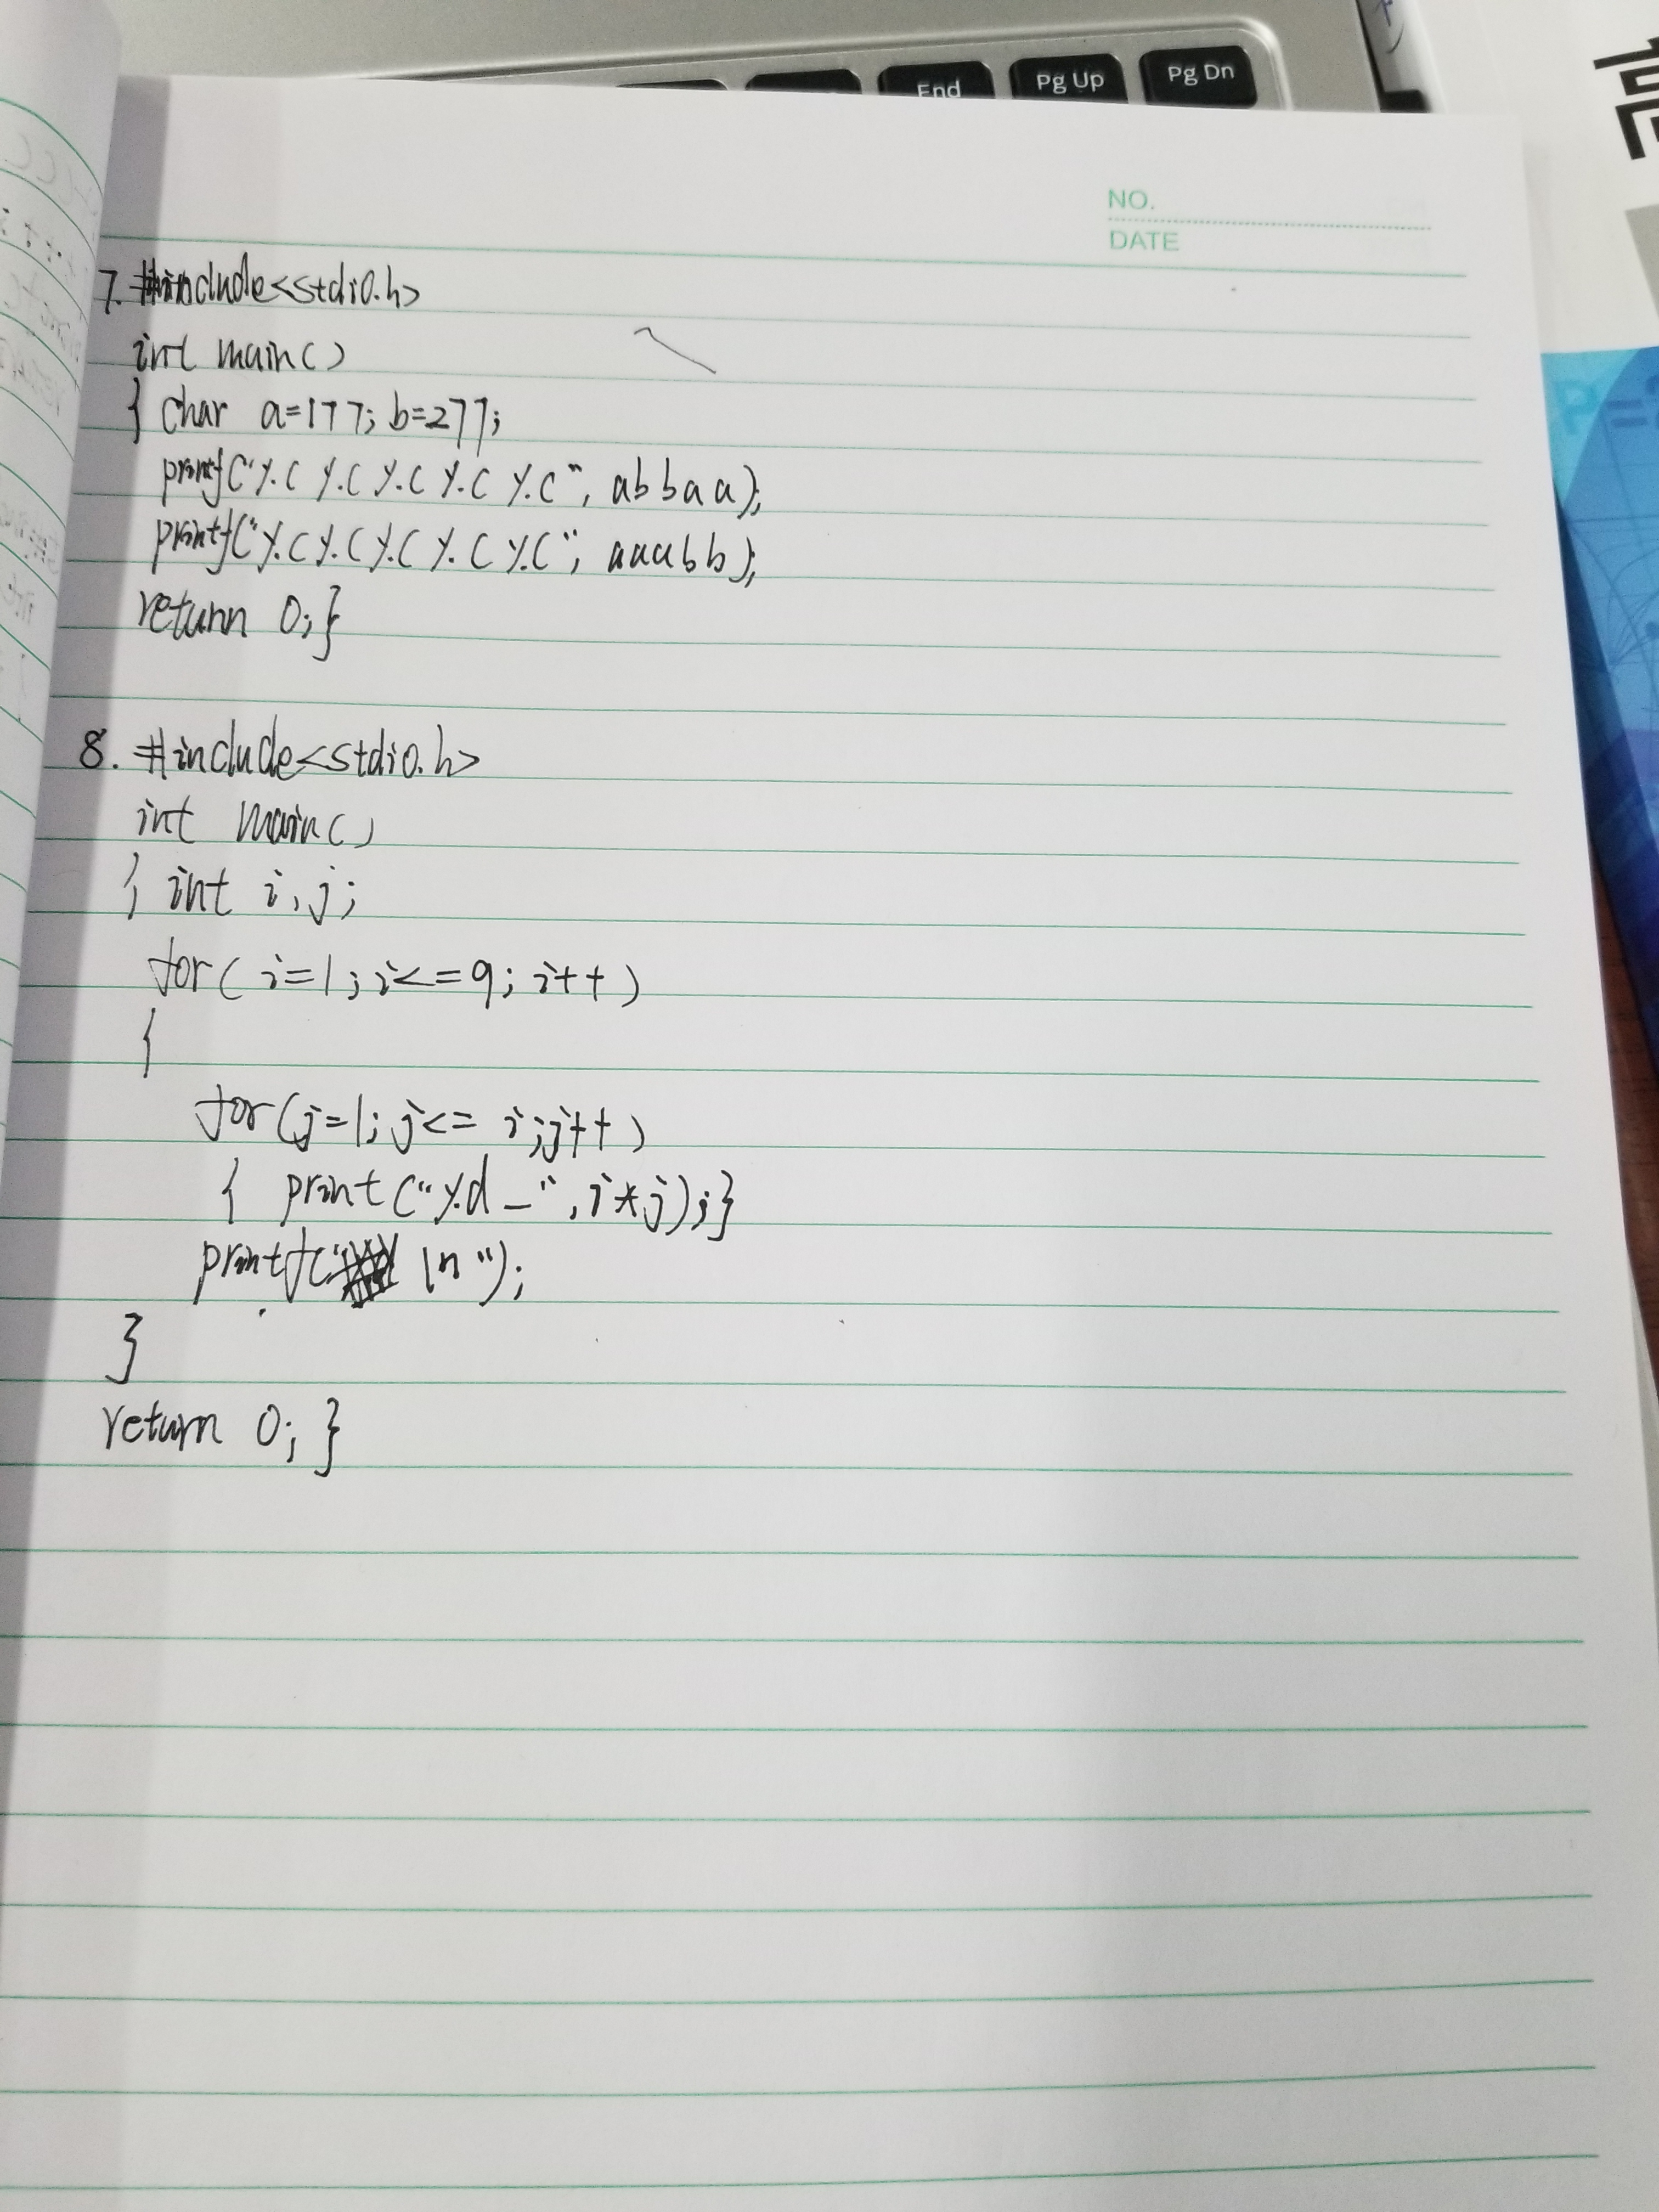 End Pg Up Pg Dn
高
P=
NO.
DATE
7. #include<stdio.h>
int main()
{ char a=177; b=277;
printf("%c %c %c %c %c", abbaa);
printf("%c%c%c%c%c", aaabb);
return 0;}
8. #include<stdio.h>
int main()
{ int i,j;
for( i=1; i<=9; i++)
{
for(j=1; j<= i;j++)
{ print("%d_",i*j);}
printf(" \n");
}
return 0; }